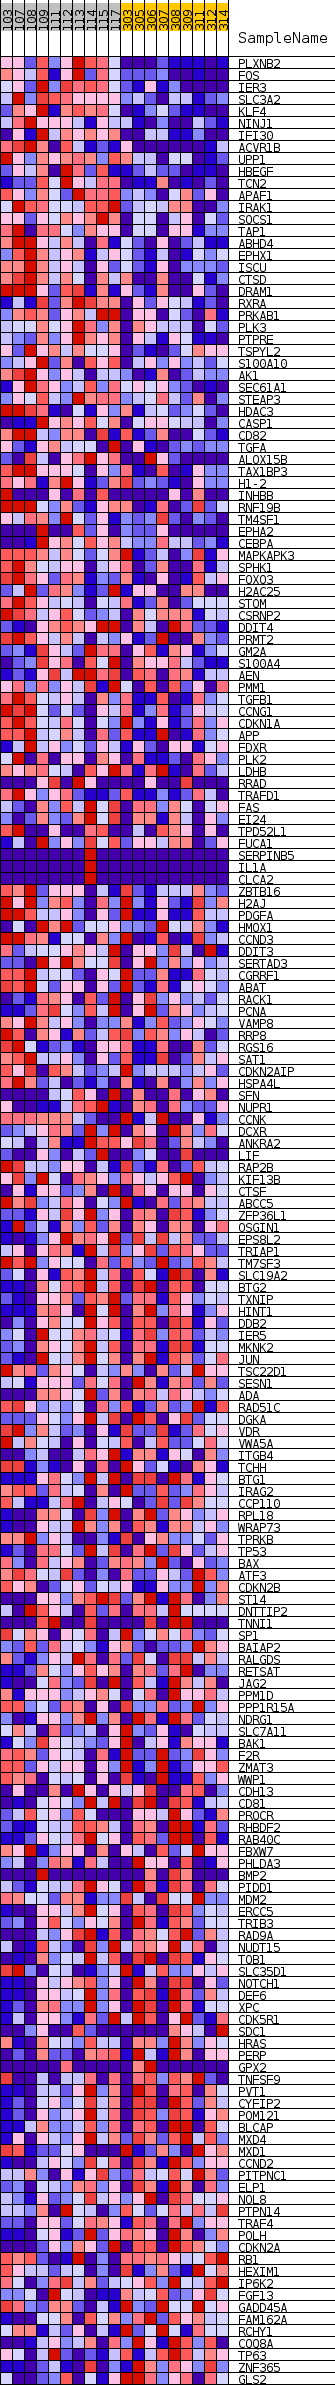 103 107 108 109 111 112 113 114 115 117 303 305 306 307 308 309 311 312 314
SampleName
PLXNB2
FOS
IER3
SLC3A2
KLF4
NINJ1
IFI30
ACVR1B
UPP1
HBEGF
TCN2
APAF1
IRAK1
SOCS1
TAP1
ABHD4
EPHX1
ISCU
CTSD
DRAM1
RXRA
PRKAB1
PLK3
PTPRE
TSPYL2
S100A10
AK1
SEC61A1
STEAP3
HDAC3
CASP1
CD82
TGFA
ALOX15B
TAX1BP3
H1-2
INHBB
RNF19B
TM4SF1
EPHA2
CEBPA
MAPKAPK3
SPHK1
FOXO3
H2AC25
STOM
CSRNP2
DDIT4
PRMT2
GM2A
S100A4
AEN
PMM1
TGFB1
CCNG1
CDKN1A
APP
FDXR
PLK2
LDHB
RRAD
TRAFD1
FAS
EI24
TPD52L1
FUCA1
SERPINB5
IL1A
CLCA2
ZBTB16
H2AJ
PDGFA
HMOX1
CCND3
DDIT3
SERTAD3
CGRRF1
ABAT
RACK1
PCNA
VAMP8
RRP8
RGS16
SAT1
CDKN2AIP
HSPA4L
SFN
NUPR1
CCNK
DCXR
ANKRA2
LIF
RAP2B
KIF13B
CTSF
ABCC5
ZFP36L1
OSGIN1
EPS8L2
TRIAP1
TM7SF3
SLC19A2
BTG2
TXNIP
HINT1
DDB2
IER5
MKNK2
JUN
TSC22D1
SESN1
ADA
RAD51C
DGKA
VDR
VWA5A
ITGB4
TCHH
BTG1
IRAG2
CCP110
RPL18
WRAP73
TPRKB
TP53
BAX
ATF3
CDKN2B
ST14
DNTTIP2
TNNI1
SP1
BAIAP2
RALGDS
RETSAT
JAG2
PPM1D
PPP1R15A
NDRG1
SLC7A11
BAK1
F2R
ZMAT3
WWP1
CDH13
CD81
PROCR
RHBDF2
RAB40C
FBXW7
PHLDA3
BMP2
PIDD1
MDM2
ERCC5
TRIB3
RAD9A
NUDT15
TOB1
SLC35D1
NOTCH1
DEF6
XPC
CDK5R1
SDC1
HRAS
PERP
GPX2
TNFSF9
PVT1
CYFIP2
POM121
BLCAP
MXD4
MXD1
CCND2
PITPNC1
ELP1
NOL8
PTPN14
TRAF4
POLH
CDKN2A
RB1
HEXIM1
IP6K2
FGF13
GADD45A
FAM162A
RCHY1
COQ8A
TP63
ZNF365
GLS2